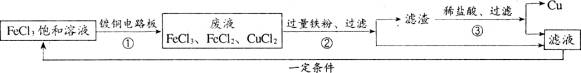 FeCl₃饱和溶液
镀铜电路板
①
废液
FeCl₃、FeCl₂、CuCl₂
过量铁粉、过滤
②
滤渣
稀盐酸、过滤
③
Cu
滤液
一定条件